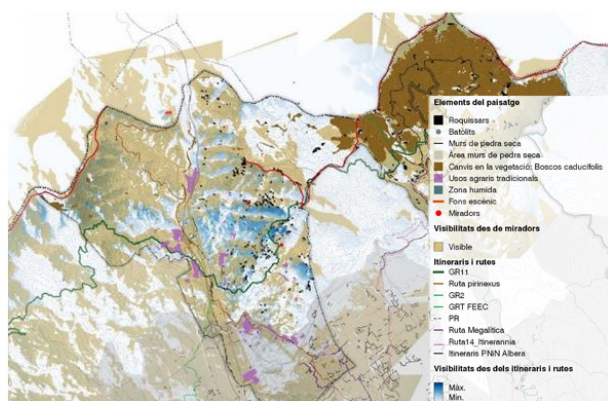 Elements del paisatge
Roquissars
Batòlits
Murs de pedra seca
Àrea murs de pedra seca
Canvis en la vegetació: Boscos caducifolis
Usos agraris tradicionals
Zona humida
Fons escènic
Miradors
Visibilitats des de miradors
Visible
Itineraris i rutes
GR11
Ruta pirinexus
GR2
GRT FEEC
PR
Ruta Megalítica
Ruta14_Itinerannia
Itineraris PNiN Albera
Visibilitats des dels itineraris i rutes
Màx.
Mín.